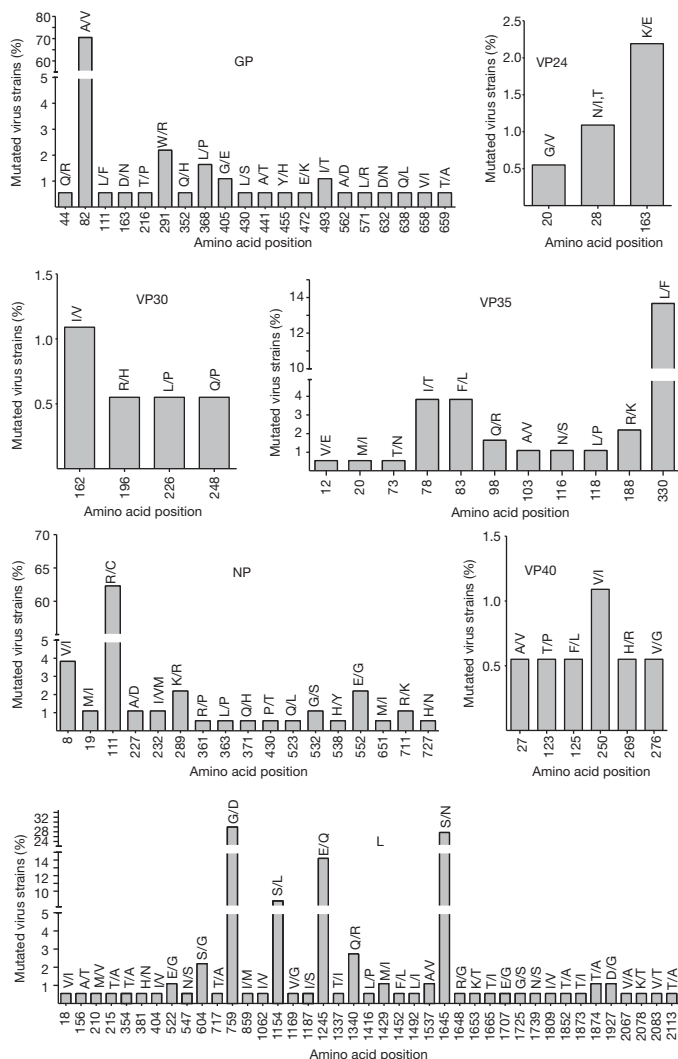 GP
Mutated virus strains (%)
80
70
60
5
4
3
2
1
Q/R A/V L/F D/N T/P W/R Q/H L/P G/E L/S A/T Y/H E/K I/T A/D L/R D/N Q/L V/I T/A
44 82 111 163 216 291 352 368 405 430 441 455 472 493 562 571 632 638 658 659
Amino acid position
VP24
Mutated virus strains (%)
2.5
2.0
1.5
1.0
0.5
G/V N/I,T K/E
20 28 163
Amino acid position
VP30
Mutated virus strains (%)
1.5
1.0
0.5
I/V R/H L/P Q/P
162 196 226 248
Amino acid position
VP35
Mutated virus strains (%)
14
12
10
4
3
2
1
V/E M/I T/N I/T F/L Q/R A/V N/S L/P R/K L/F
12 20 73 78 83 98 103 116 118 188 330
Amino acid position
NP
Mutated virus strains (%)
70
65
60
5
4
3
2
1
V/I M/I R/C A/D I/VM K/R R/P L/P Q/H P/T Q/L G/S H/Y E/G M/I R/K H/N
8 19 111 227 232 289 361 363 371 430 523 532 538 552 651 711 727
Amino acid position
VP40
Mutated virus strains (%)
1.5
1.0
0.5
A/V T/P F/L V/I H/R V/G
27 123 125 250 269 276
Amino acid position
L
Mutated virus strains (%)
32
28
24
14
10
5
4
3
2
1
V/I A/T M/V T/A T/A H/N I/V E/G N/S S/G T/A G/D I/M I/V S/L V/G I/S E/Q T/I Q/R L/P M/I F/L L/I A/V S/N R/G K/T T/I E/G G/S N/S I/V T/A T/I T/A D/G V/A K/T V/T T/A
18 156 210 215 354 381 404 522 547 604 717 759 859 1062 1154 1169 1187 1245 1337 1340 1416 1429 1452 1492 1537 1645 1648 1653 1665 1707 1725 1739 1809 1852 1873 1874 1927 2067 2078 2083 2113
Amino acid position